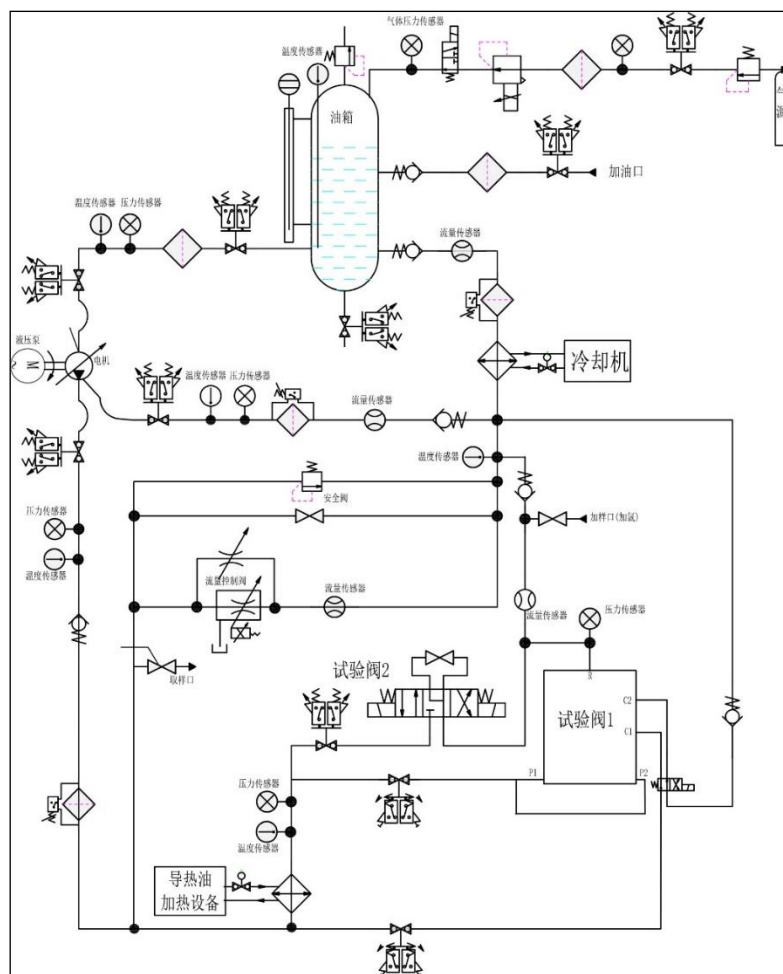 气体压力传感器
温度传感器
油箱
气
源
加油口
温度传感器
压力传感器
流量传感器
液压泵
M
电机
冷却机
温度传感器
压力传感器
流量传感器
温度传感器
安全阀
加样口(加氮)
压力传感器
温度传感器
流量控制阀
流量传感器
流量传感器
压力传感器
取样口
试验阀2
R
C2
试验阀1
C1
P1
P2
压力传感器
温度传感器
导热油
加热设备